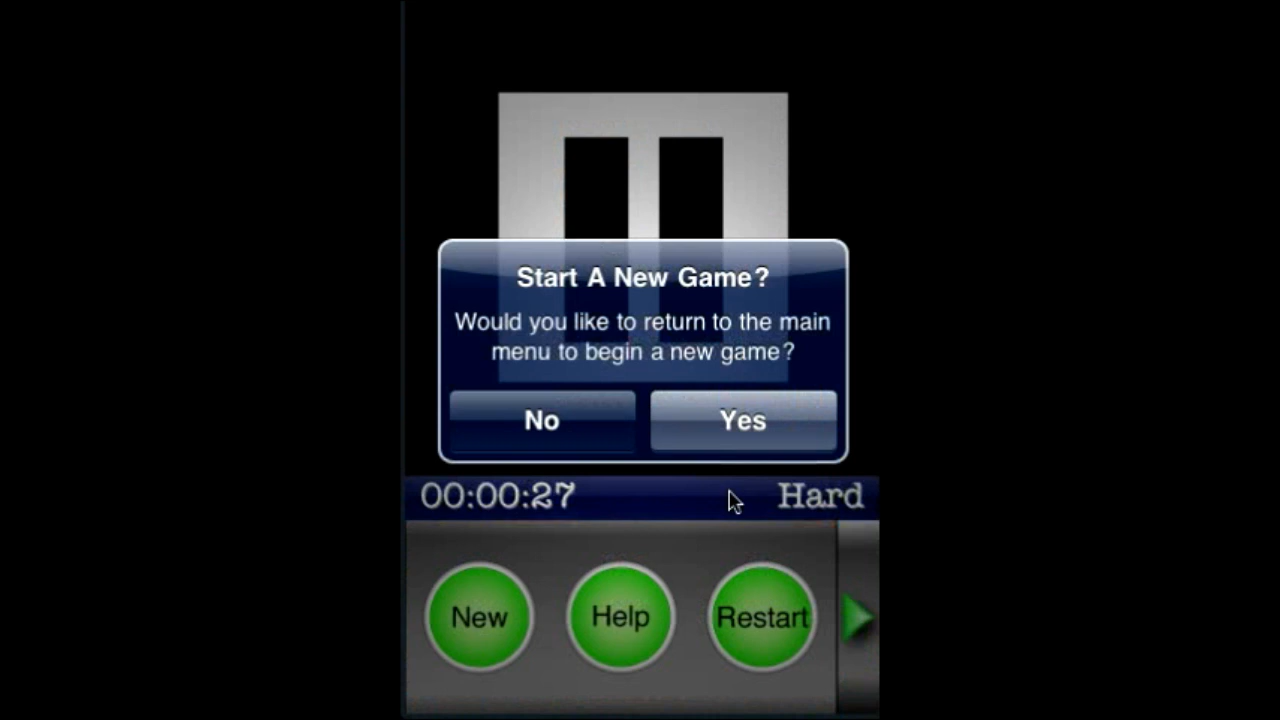 Start A New Game?
Would you like to return to the main
menu to begin a new game?
No Yes
00:00:27 Hard
New Help Restart